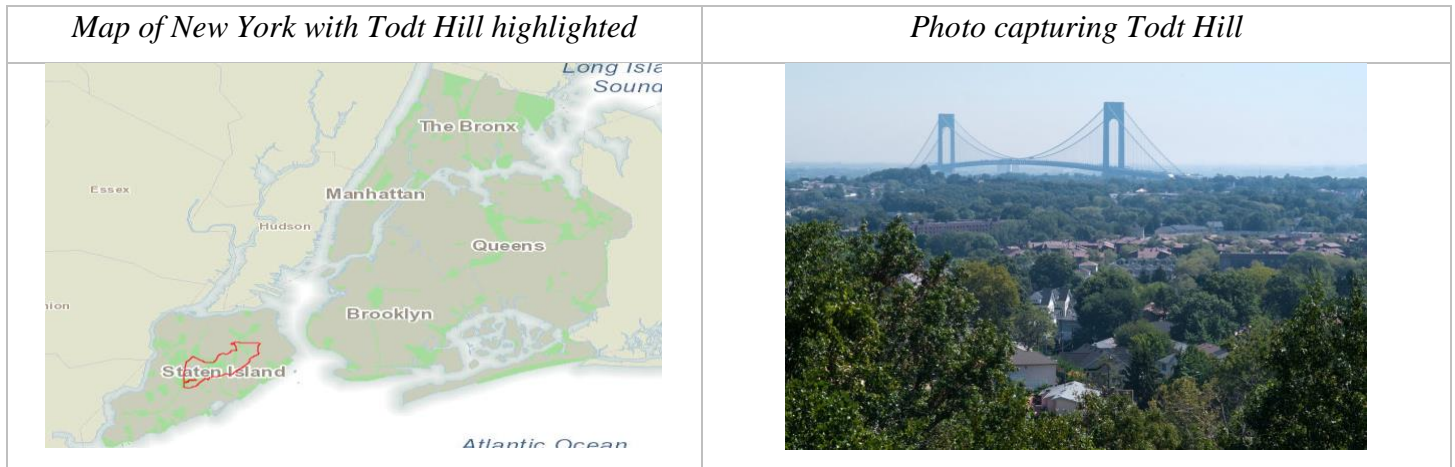 Map of New York with Todt Hill highlighted
Photo capturing Todt Hill
Long Isla
Sound
The Bronx
Essex
Manhattan
Hudson
Queens
nion
Brooklyn
Staten Island
Atlantic Ocean